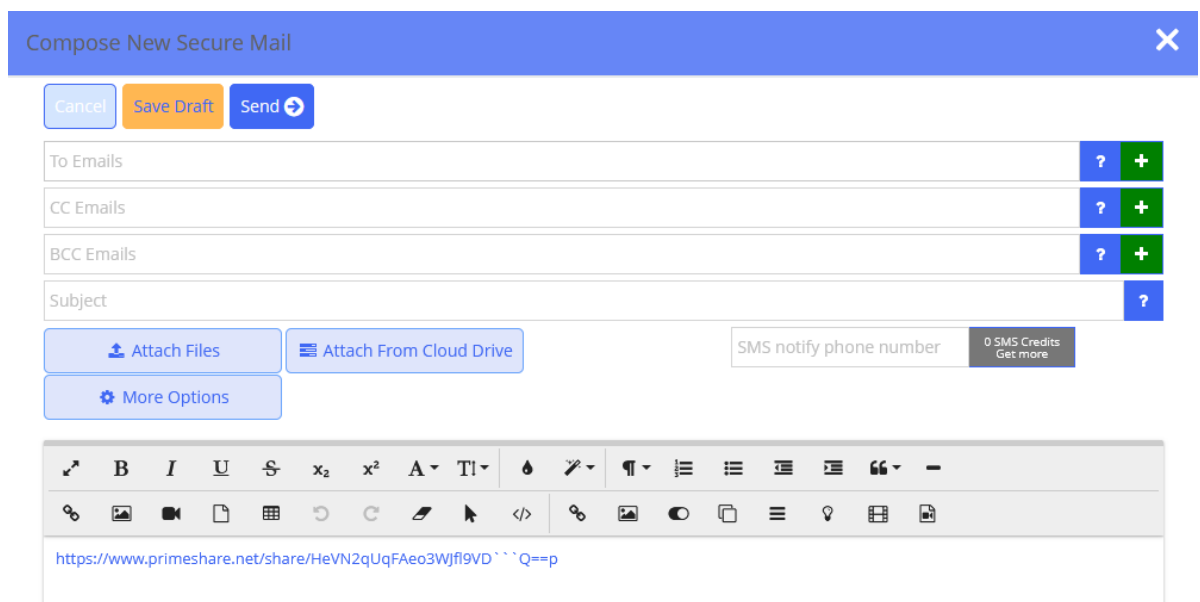 Compose New Secure Mail
Cancel Save Draft Send
To Emails ? +
CC Emails ? +
BCC Emails ? +
Subject ?
Attach Files Attach From Cloud Drive SMS notify phone number 0 SMS Credits
Get more
More Options
B I U S x₂ x² A T! ¶ “
</>
https://www.primeshare.net/share/HeVN2qUqFAeo3WJfl9VD```Q==p